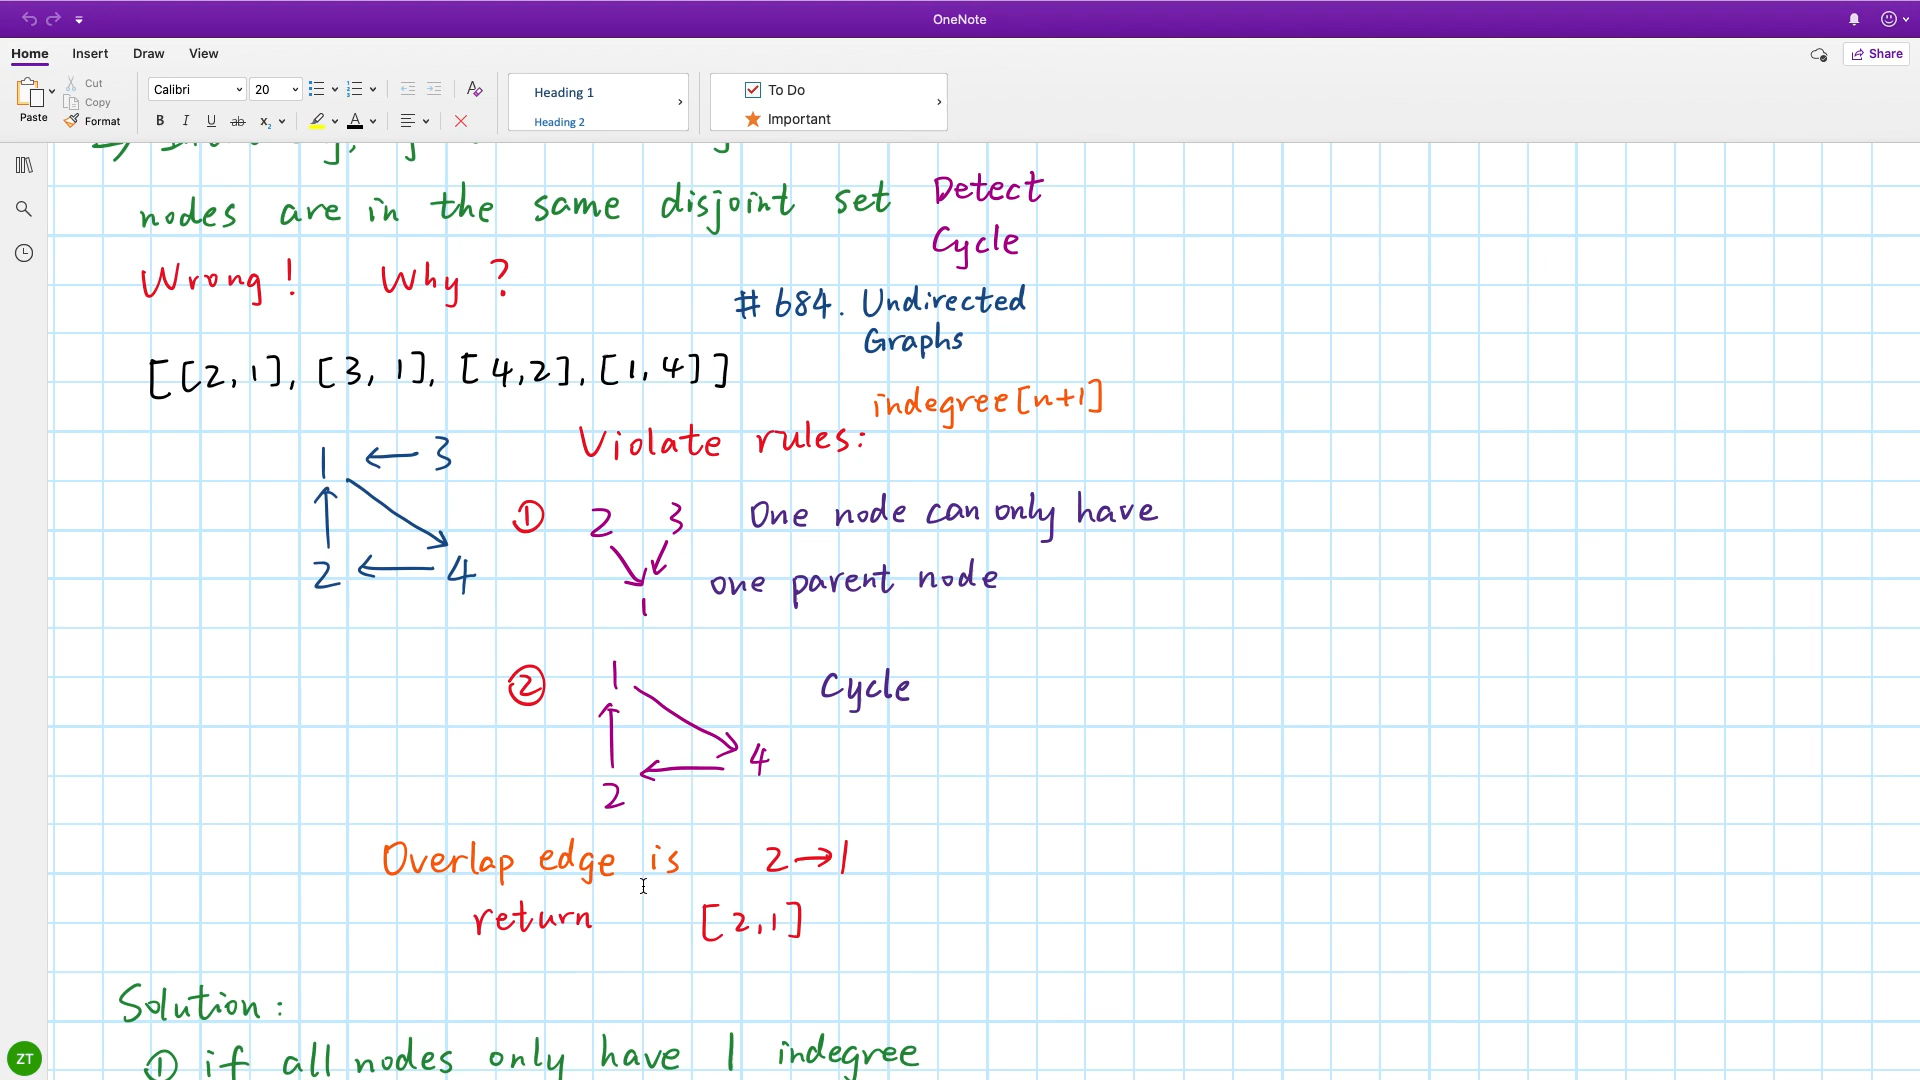 OneNote
Home Insert Draw View
Share
Paste
Cut
Copy
Format
Calibri 20
Heading 1
Heading 2
To Do
Important
nodes are in the same disjoint set
Detect
Cycle
Wrong! Why?
# 684. Undirected
Graphs
[[2,1], [3,1], [4,2], [1,4]]
indegree[n+1]
Violate rules:
1 ← 3
2 ← 4
① 2 3 One node can only have
one parent node
1
② 1 Cycle
4
2
Overlap edge is 2→1
return [2,1]
Solution:
① if all nodes only have 1 indegree
ZT